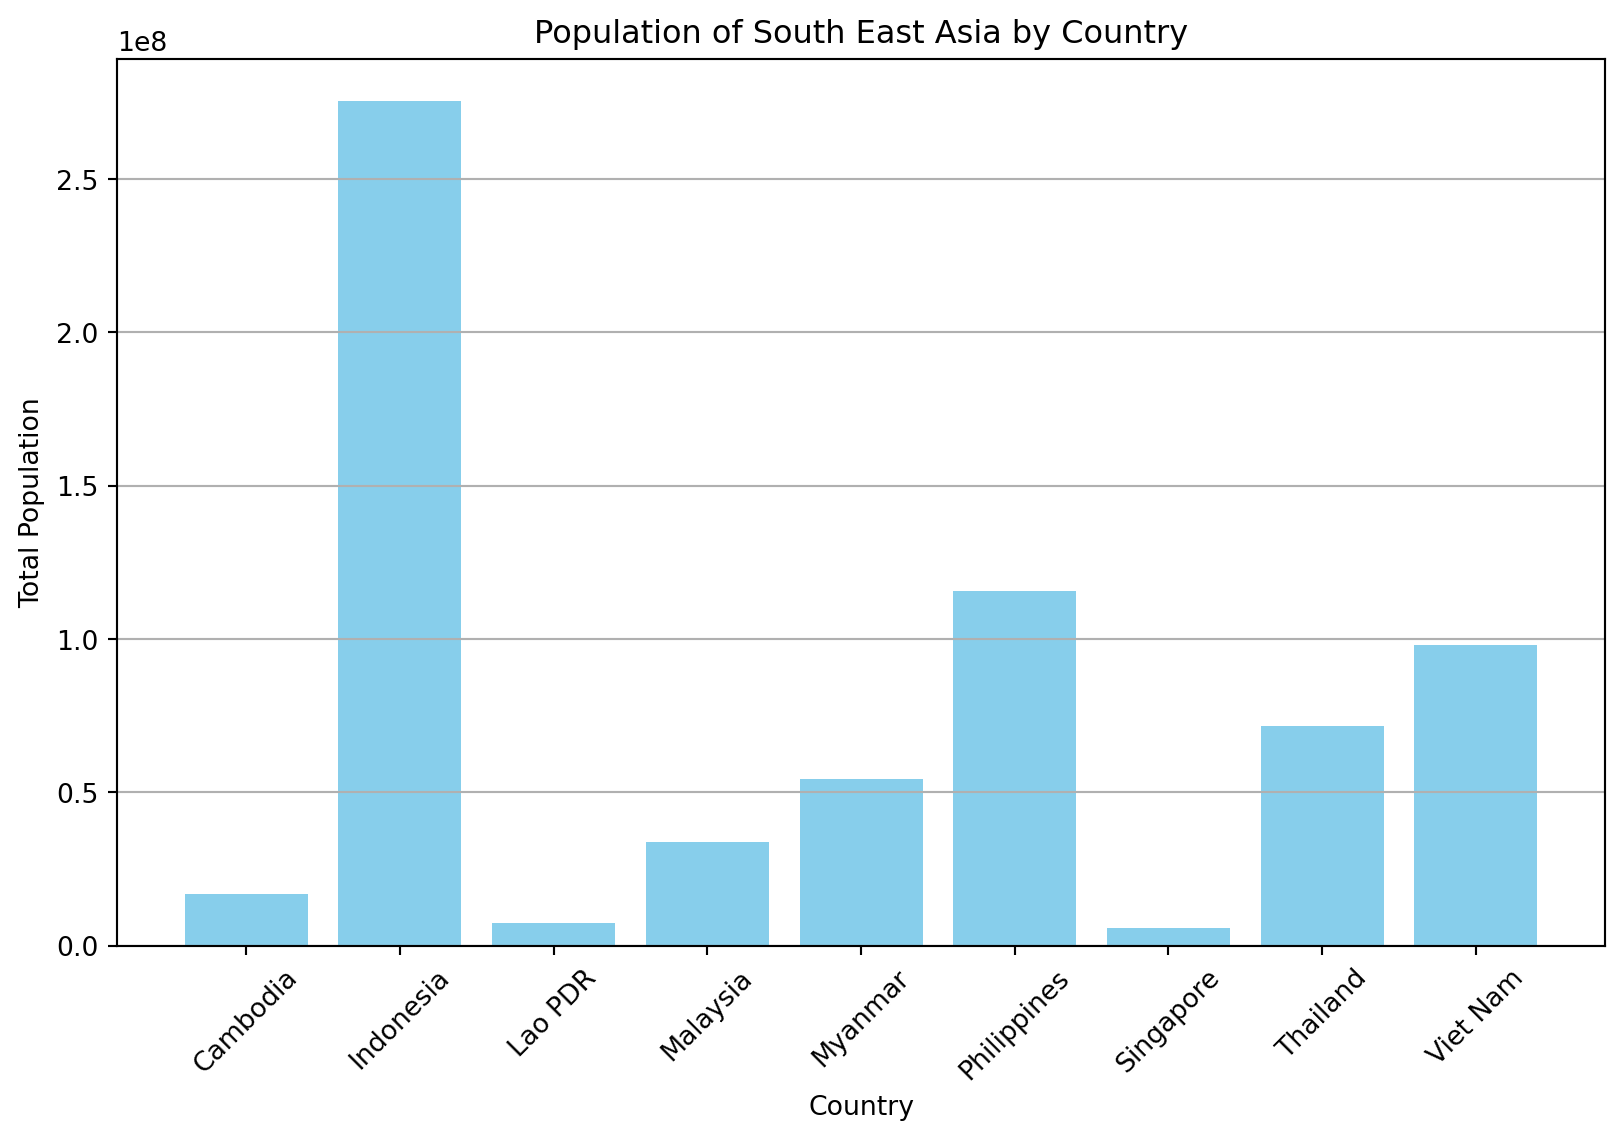 Population of South East Asia by Country
1e8
2.5
2.0
1.5
1.0
0.5
0.0
Total Population
Cambodia
Indonesia
Lao PDR
Malaysia
Myanmar
Philippines
Singapore
Thailand
Viet Nam
Country